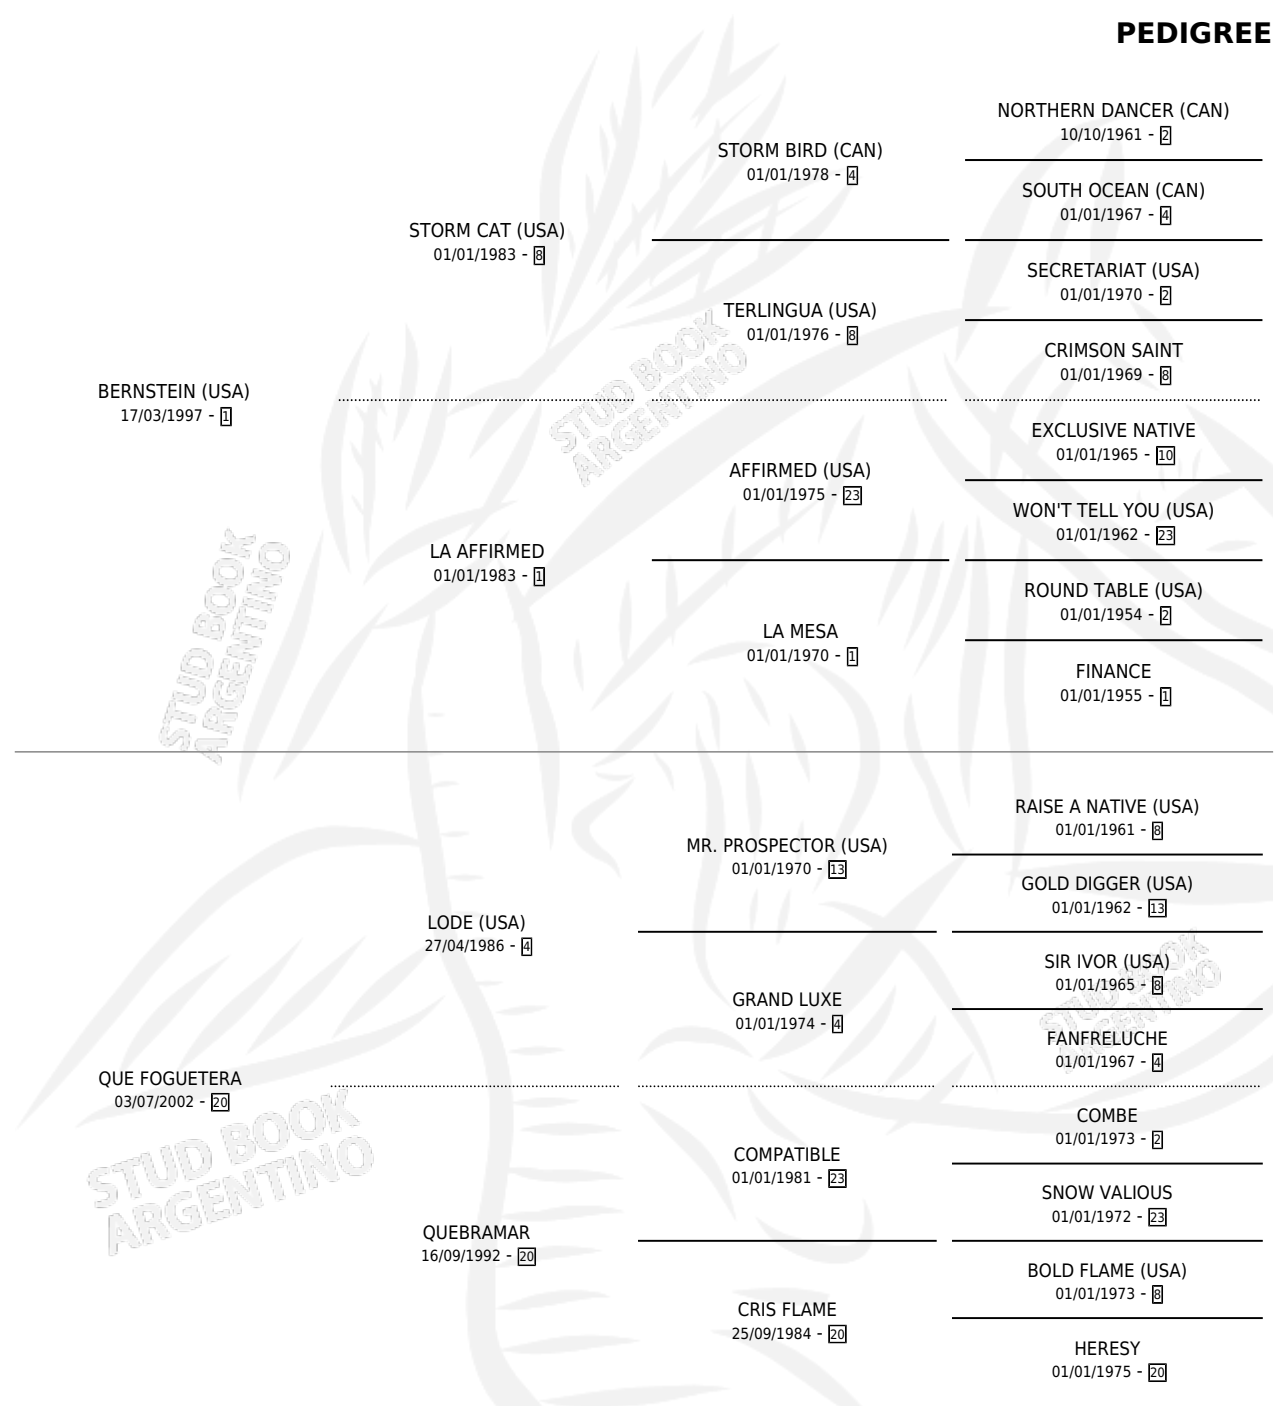 PEDIGREE
NORTHERN DANCER (CAN)
10/10/1961 - 2
STORM BIRD (CAN)
01/01/1978 - 4
SOUTH OCEAN (CAN)
01/01/1967 - 4
STORM CAT (USA)
01/01/1983 - 8
SECRETARIAT (USA)
01/01/1970 - 2
TERLINGUA (USA)
01/01/1976 - 8
CRIMSON SAINT
01/01/1969 - 8
BERNSTEIN (USA)
17/03/1997 - 1
EXCLUSIVE NATIVE
01/01/1965 - 10
AFFIRMED (USA)
01/01/1975 - 23
WON'T TELL YOU (USA)
01/01/1962 - 23
LA AFFIRMED
01/01/1983 - 1
ROUND TABLE (USA)
01/01/1954 - 2
LA MESA
01/01/1970 - 1
FINANCE
01/01/1955 - 1
RAISE A NATIVE (USA)
01/01/1961 - 8
MR. PROSPECTOR (USA)
01/01/1970 - 13
GOLD DIGGER (USA)
01/01/1962 - 13
LODE (USA)
27/04/1986 - 4
SIR IVOR (USA)
01/01/1965 - 8
GRAND LUXE
01/01/1974 - 4
FANFRELUCHE
01/01/1967 - 4
QUE FOGUETERA
03/07/2002 - 20
COMBE
01/01/1973 - 2
COMPATIBLE
01/01/1981 - 23
SNOW VALIOUS
01/01/1972 - 23
QUEBRAMAR
16/09/1992 - 20
BOLD FLAME (USA)
01/01/1973 - 8
CRIS FLAME
25/09/1984 - 20
HERESY
01/01/1975 - 20
STUD BOOK
ARGENTINO
STUD BOOK
ARGENTINO
STUD BOOK
ARGENTINO
STUD BOOK
ARGENTINO